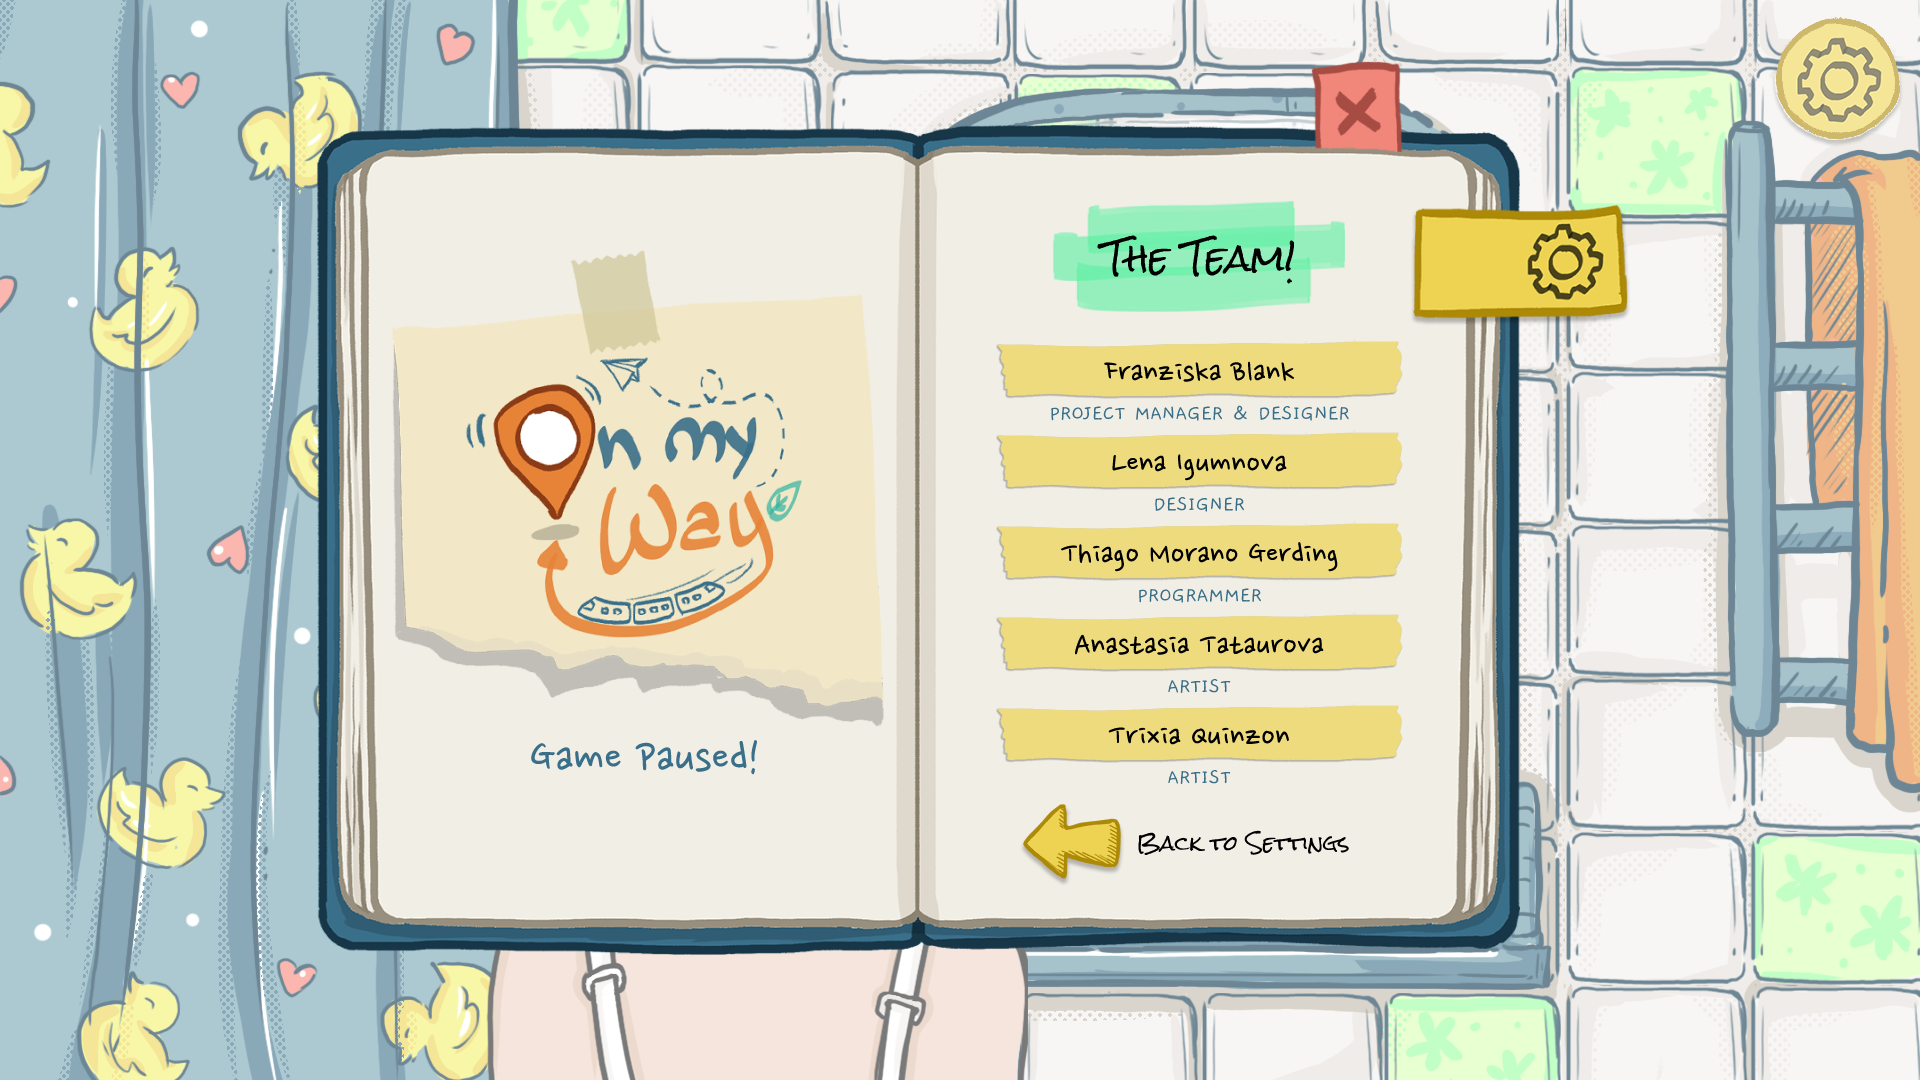 On my
Way
Game Paused!
The Team!
Franziska Blank
PROJECT MANAGER & DESIGNER
Lena Igumnova
DESIGNER
Thiago Morano Gerding
PROGRAMMER
Anastasia Tataurova
ARTIST
Trixia Quinzon
ARTIST
Back to Settings